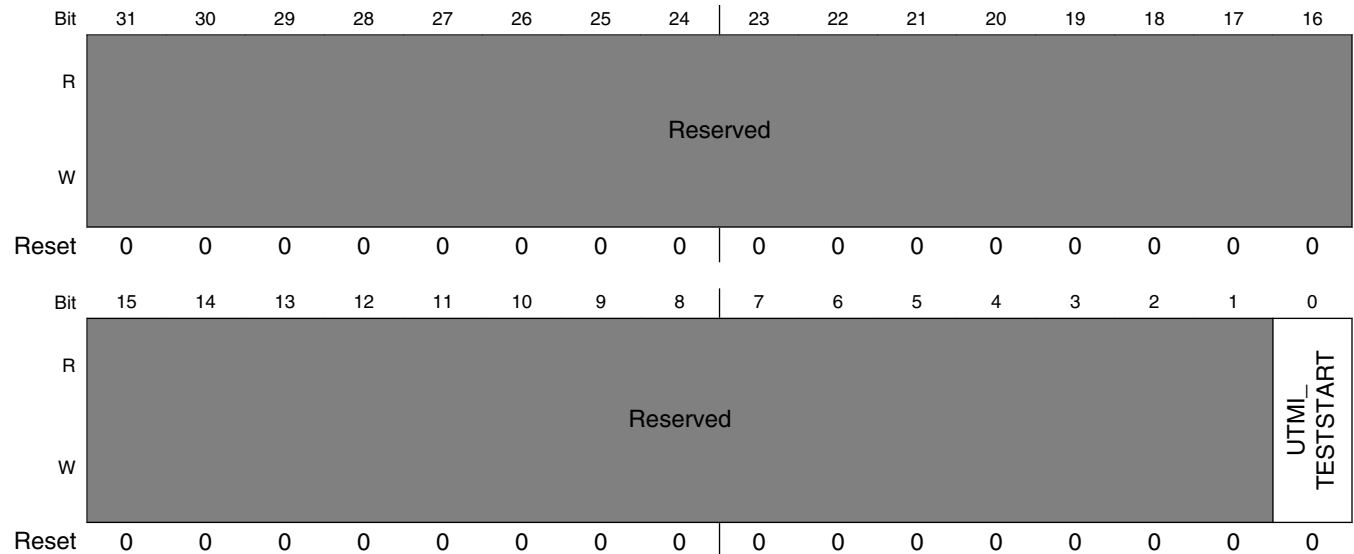 Bit 31 30 29 28 27 26 25 24 23 22 21 20 19 18 17 16
R
Reserved
W
Reset 0 0 0 0 0 0 0 0 0 0 0 0 0 0 0 0
Bit 15 14 13 12 11 10 9 8 7 6 5 4 3 2 1 0
R
Reserved
UTMI_
TESTSTART
W
Reset 0 0 0 0 0 0 0 0 0 0 0 0 0 0 0 0